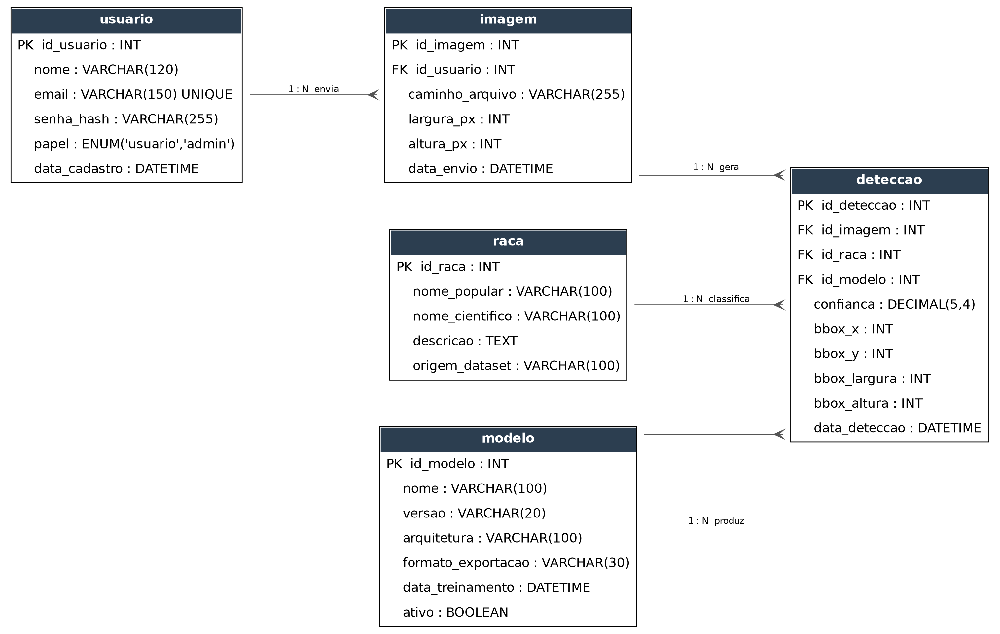 usuario
PK id_usuario : INT
nome : VARCHAR(120)
email : VARCHAR(150) UNIQUE
senha_hash : VARCHAR(255)
papel : ENUM('usuario','admin')
data_cadastro : DATETIME
1 : N envia
imagem
PK id_imagem : INT
FK id_usuario : INT
caminho_arquivo : VARCHAR(255)
largura_px : INT
altura_px : INT
data_envio : DATETIME
1 : N gera
raca
PK id_raca : INT
nome_popular : VARCHAR(100)
nome_cientifico : VARCHAR(100)
descricao : TEXT
origem_dataset : VARCHAR(100)
1 : N classifica
modelo
PK id_modelo : INT
nome : VARCHAR(100)
versao : VARCHAR(20)
arquitetura : VARCHAR(100)
formato_exportacao : VARCHAR(30)
data_treinamento : DATETIME
ativo : BOOLEAN
1 : N produz
deteccao
PK id_deteccao : INT
FK id_imagem : INT
FK id_raca : INT
FK id_modelo : INT
confianca : DECIMAL(5,4)
bbox_x : INT
bbox_y : INT
bbox_largura : INT
bbox_altura : INT
data_deteccao : DATETIME